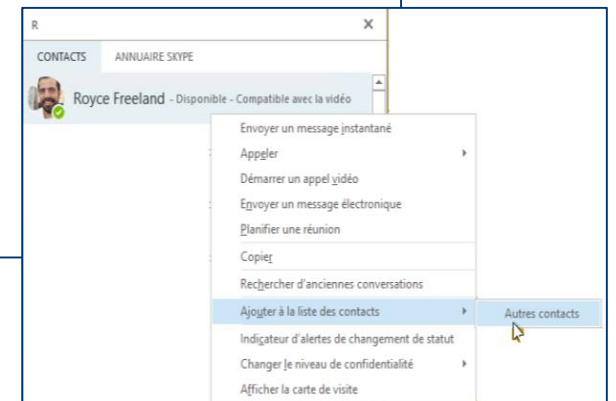 R
CONTACTS ANNUAIRE SKYPE
Royce Freeland - Disponible - Compatible avec la vidéo
Envoyer un message instantané
Appeler
Démarrer un appel vidéo
Envoyer un message électronique
Planifier une réunion
Copier
Rechercher d'anciennes conversations
Ajouter à la liste des contacts
Autres contacts
Indicateur d'alertes de changement de statut
Changer le niveau de confidentialité
Afficher la carte de visite